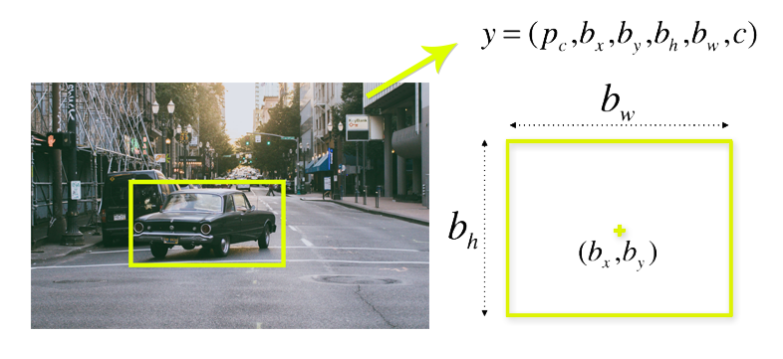 y = (p_c, b_x, b_y, b_h, b_w, c)
b_w
b_h
(b_x, b_y)